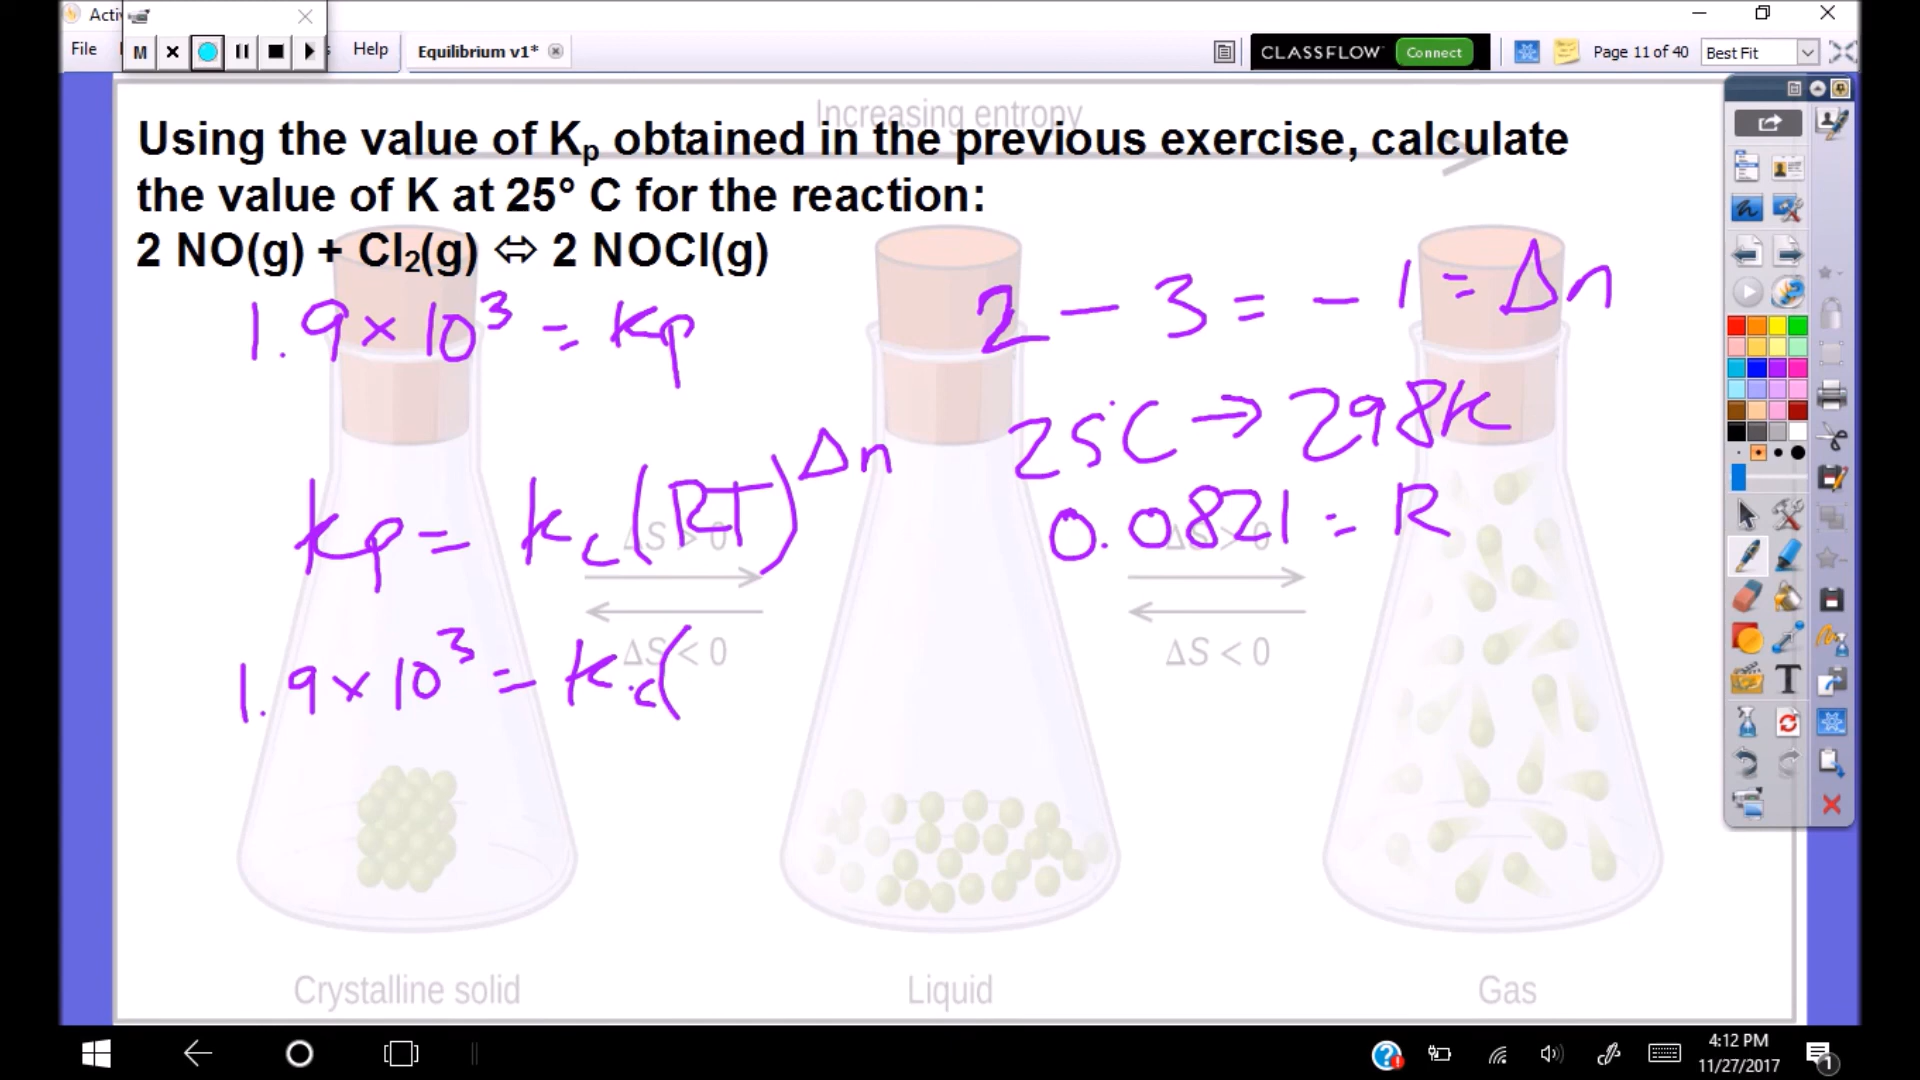 Acti
File
Help
Equilibrium v1*
CLASSFLOW Connect
Page 11 of 40
Best Fit
M
Increasing entropy
Using the value of Kp obtained in the previous exercise, calculate
the value of K at 25° C for the reaction:
2 NO(g) + Cl₂(g) ⇔ 2 NOCl(g)
1.9 x 10³ = Kp
2 - 3 = - 1 = Δn
25°C → 298K
Kp = Kc(RT)^Δn
0.0821 = R
ΔS > 0
ΔS > 0
1.9 x 10³ = Kc(
ΔS < 0
ΔS < 0
Crystalline solid
Liquid
Gas
T
4:12 PM
11/27/2017
1